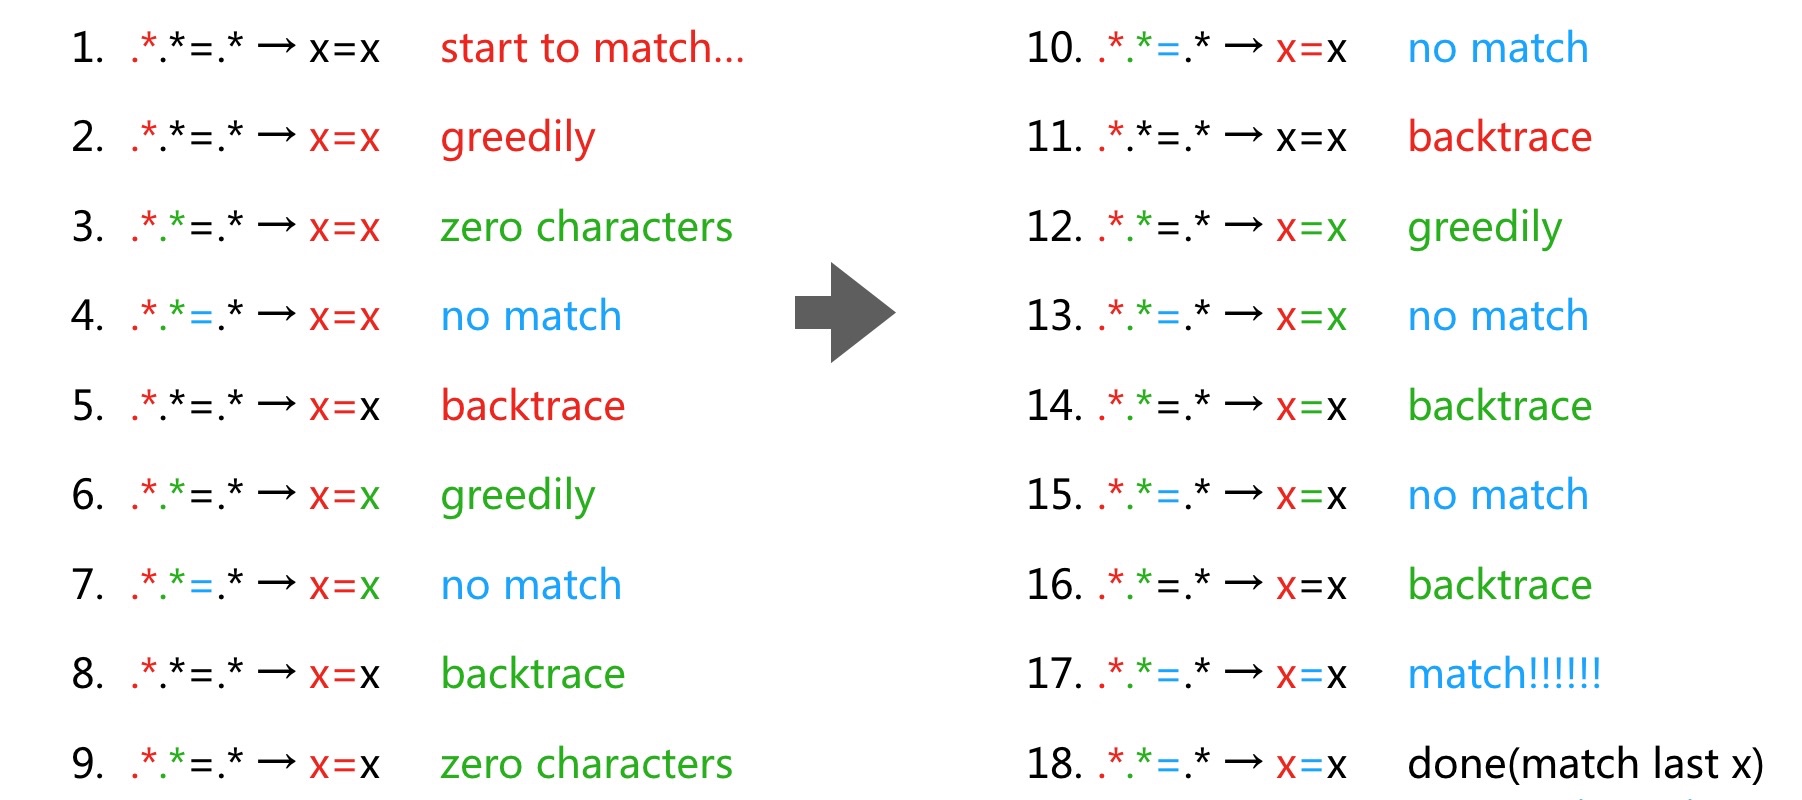 1. .*.*=.* → x=x start to match...
2. .*.*=.* → x=x greedily
3. .*.*=.* → x=x zero characters
4. .*.*=.* → x=x no match
5. .*.*=.* → x=x backtrace
6. .*.*=.* → x=x greedily
7. .*.*=.* → x=x no match
8. .*.*=.* → x=x backtrace
9. .*.*=.* → x=x zero characters
10. .*.*=.* → x=x no match
11. .*.*=.* → x=x backtrace
12. .*.*=.* → x=x greedily
13. .*.*=.* → x=x no match
14. .*.*=.* → x=x backtrace
15. .*.*=.* → x=x no match
16. .*.*=.* → x=x backtrace
17. .*.*=.* → x=x match!!!!!!
18. .*.*=.* → x=x done(match last x)